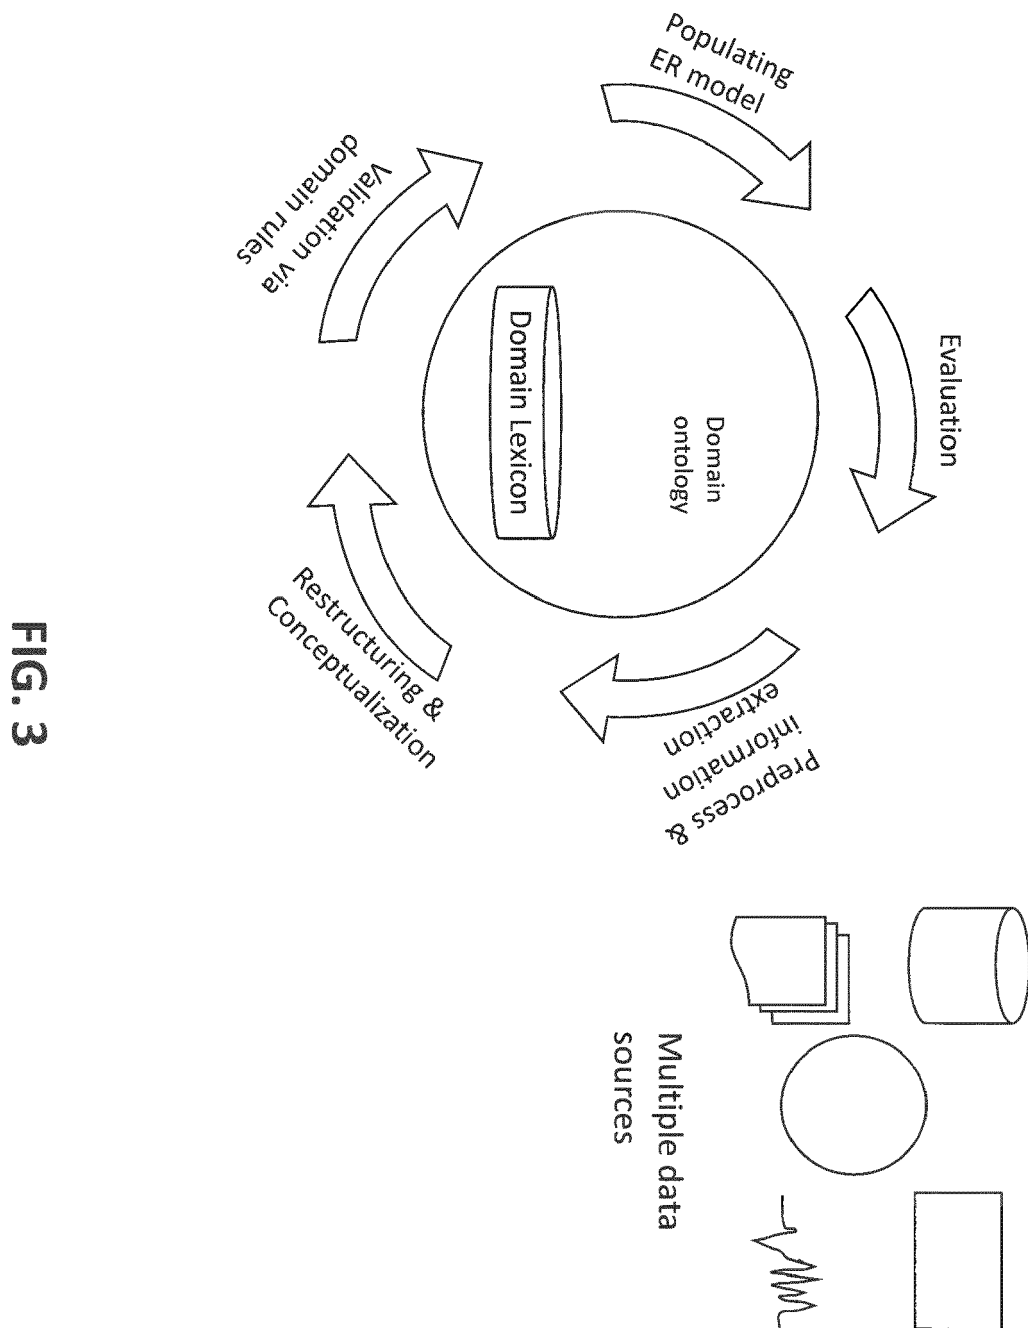 Evaluation
Populating
ER model
Domain
ontology
Domain Lexicon
Preprocess &
information
extraction
Validation via
domain rules
Restructuring &
Conceptualization
Multiple data
sources
FIG. 3